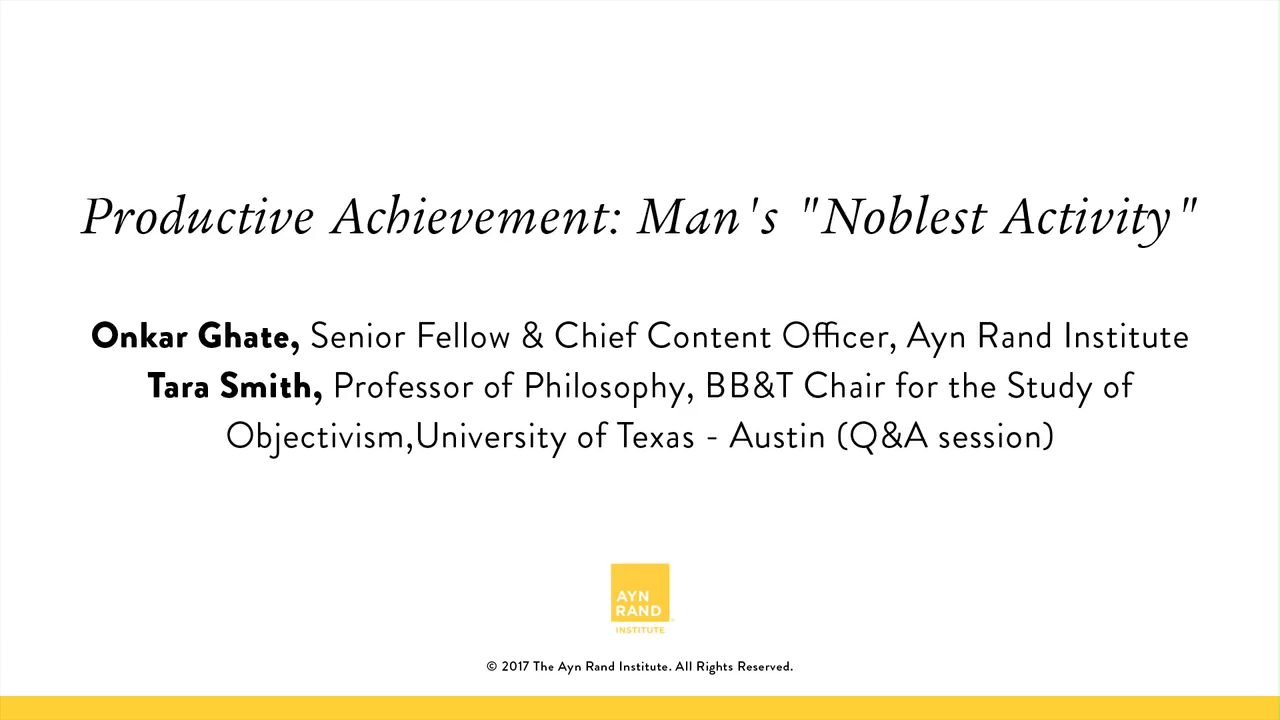 Productive Achievement: Man's "Noblest Activity"
Onkar Ghate, Senior Fellow & Chief Content Officer, Ayn Rand Institute
Tara Smith, Professor of Philosophy, BB&T Chair for the Study of
Objectivism,University of Texas - Austin (Q&A session)
AYN
RAND
INSTITUTE
© 2017 The Ayn Rand Institute. All Rights Reserved.